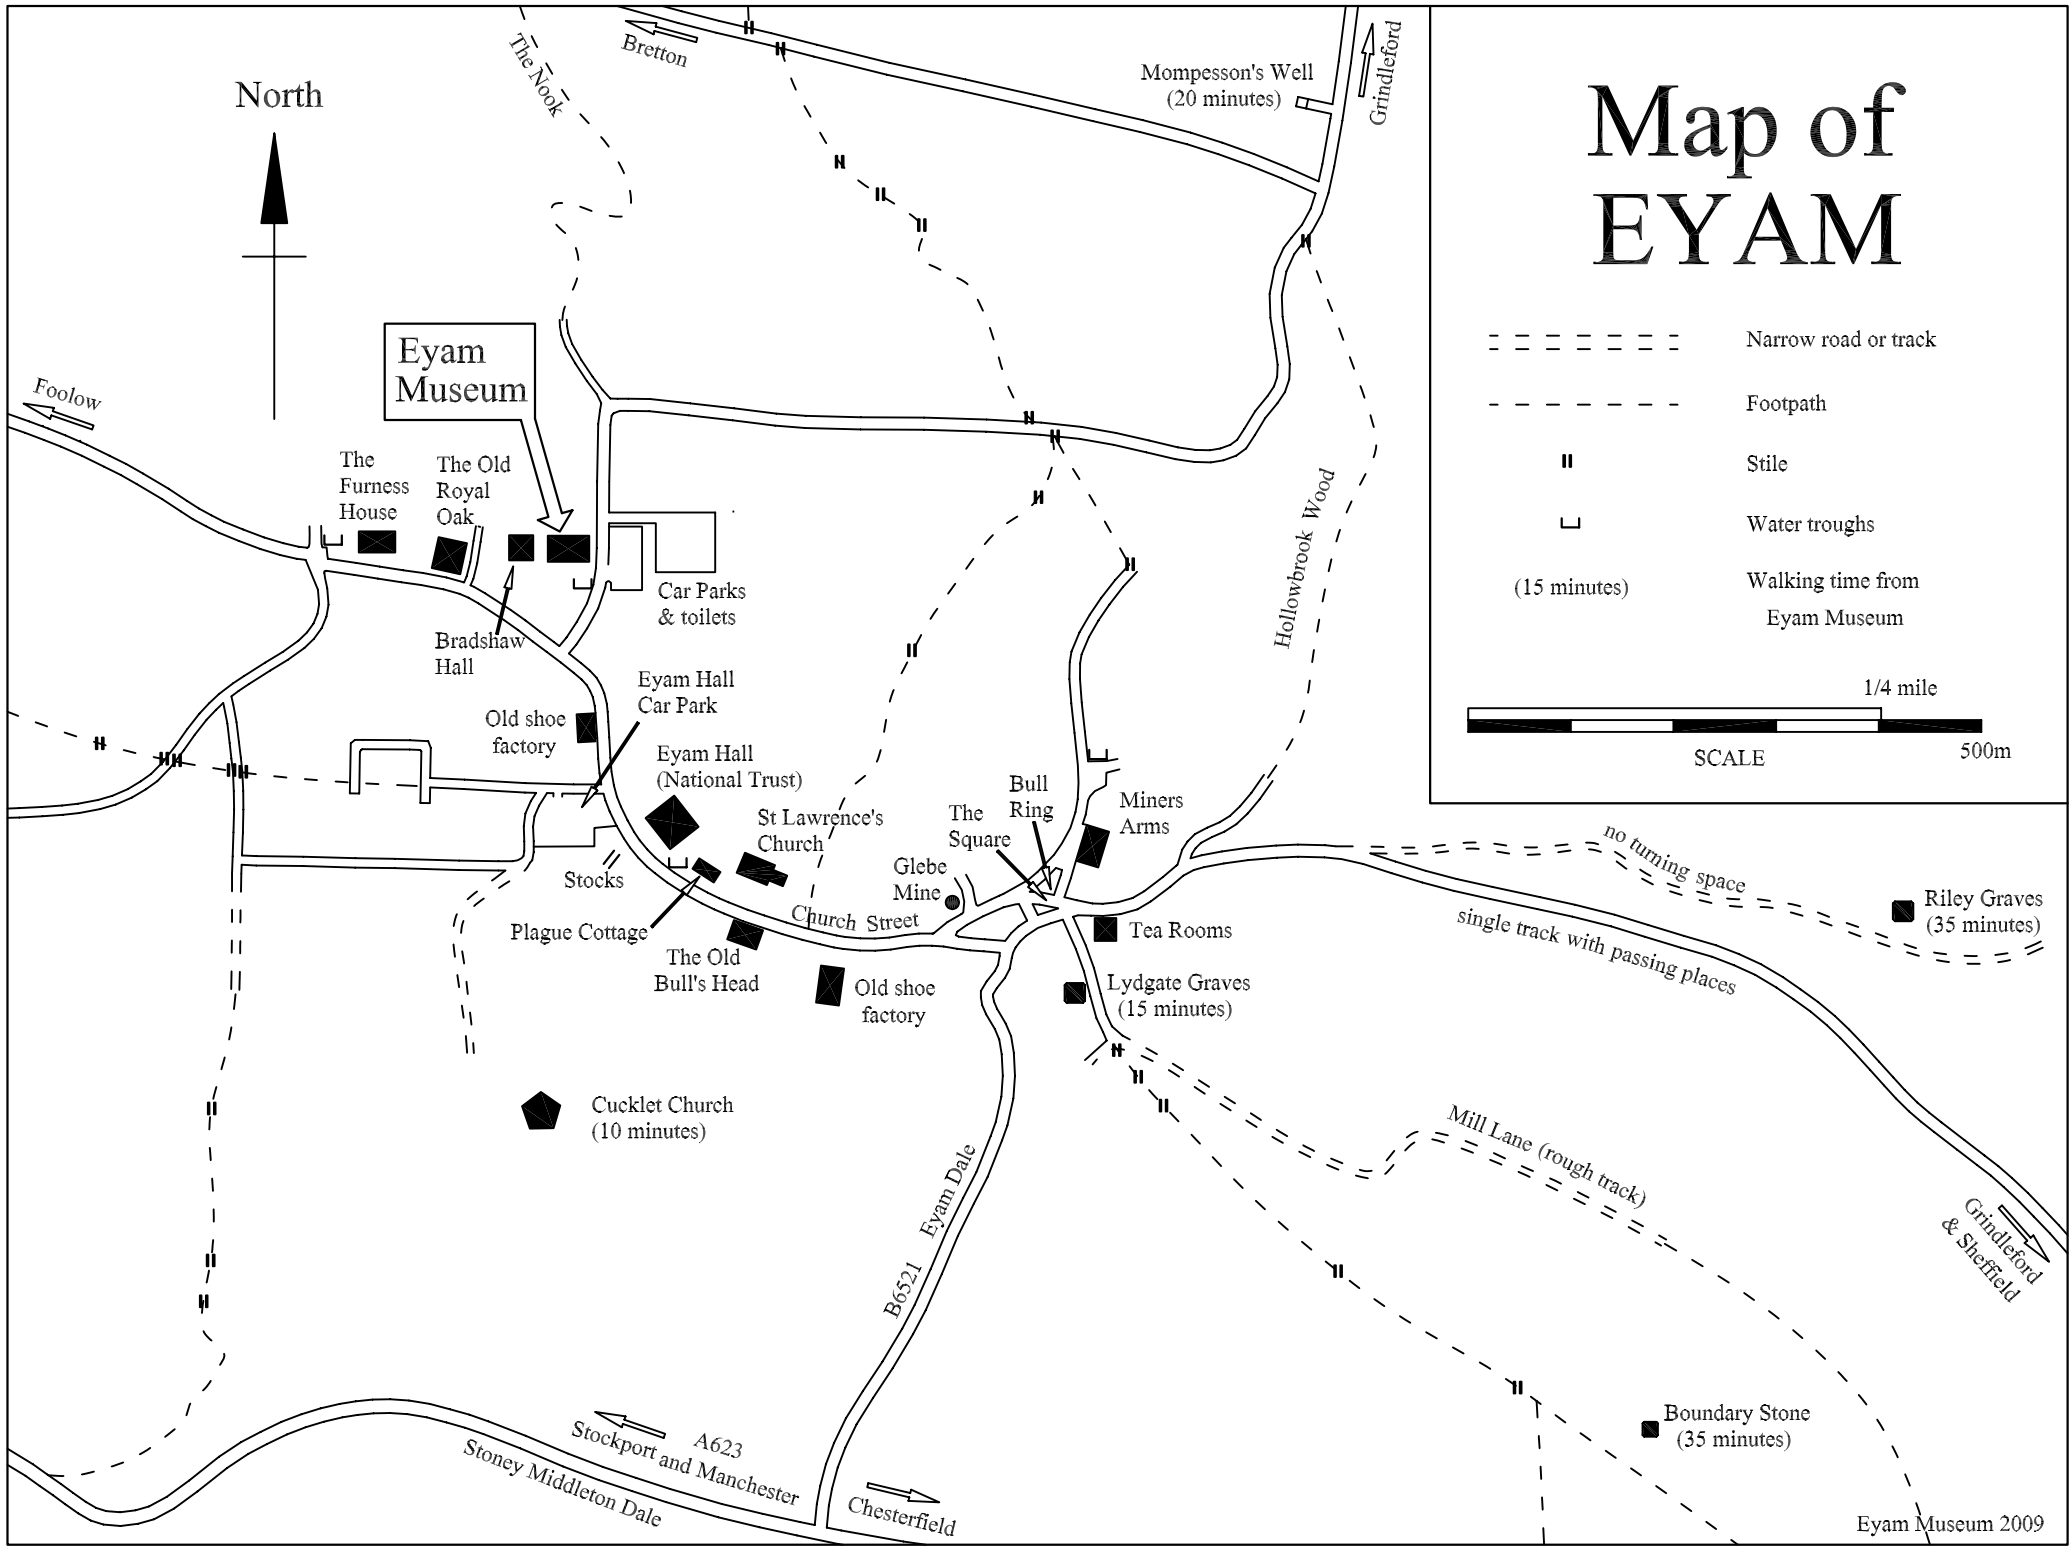 Map of
EYAM
Narrow road or track
Footpath
Stile
Water troughs
(15 minutes)
Walking time from
Eyam Museum
1/4 mile
SCALE
500m
North
The Nook
Bretton
Mompesson's Well
(20 minutes)
Grindleford
Eyam
Museum
Foolow
The
Furness
House
The Old
Royal
Oak
Bradshaw
Hall
Car Parks
& toilets
Hollowbrook Wood
Eyam Hall
Car Park
Old shoe
factory
Eyam Hall
(National Trust)
St Lawrence's
Church
Stocks
Plague Cottage
Church Street
The Old
Bull's Head
Old shoe
factory
Glebe
Mine
The
Square
Bull
Ring
Miners
Arms
Tea Rooms
Lydgate Graves
(15 minutes)
no turning space
single track with passing places
Riley Graves
(35 minutes)
Cucklet Church
(10 minutes)
Mill Lane (rough track)
Grindleford
& Sheffield
B6521 Eyam Dale
A623
Stockport and Manchester
Stoney Middleton Dale
Chesterfield
Boundary Stone
(35 minutes)
Eyam Museum 2009